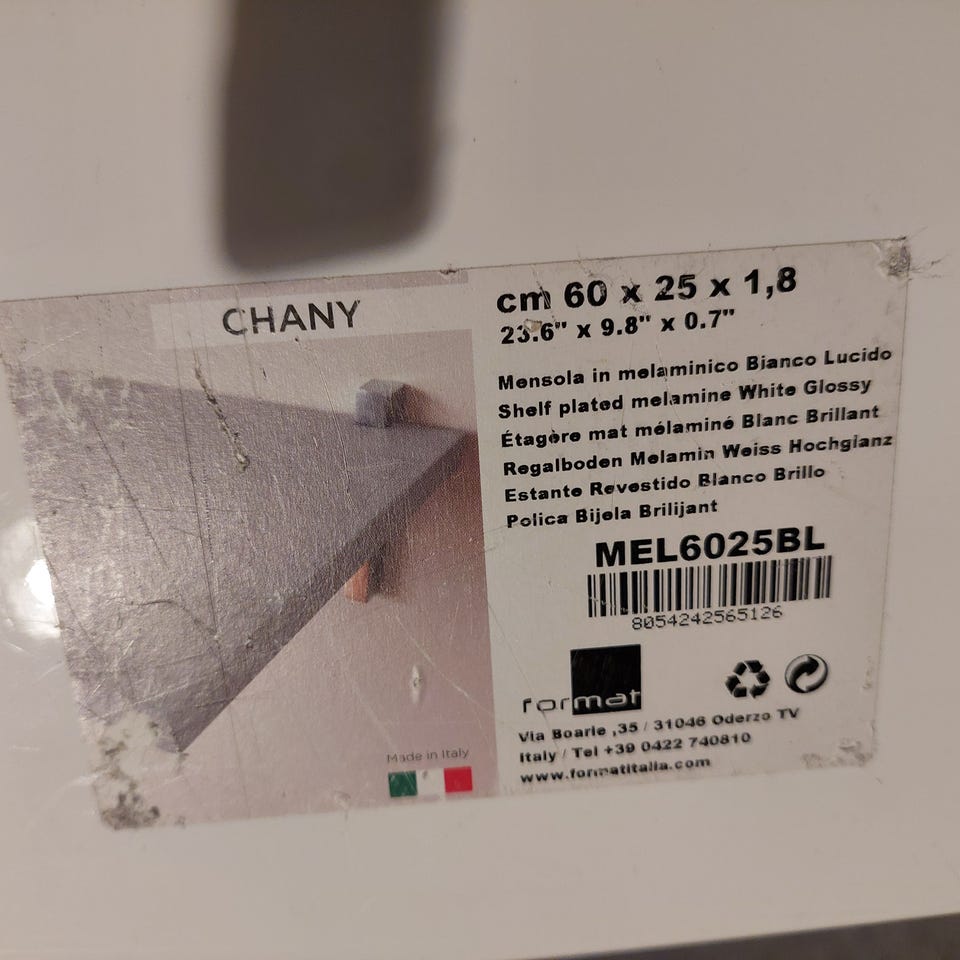 CHANY
cm 60 x 25 x 1,8
23.6" x 9.8" x 0.7"
Mensola in melaminico Bianco Lucido
Shelf plated melamine White Glossy
Étagère mat mélaminé Blanc Brillant
Regalboden Melamin Weiss Hochglanz
Estante Revestido Blanco Brillo
Polica Bijela Brilijant
MEL6025BL
8054242565126
format
Via Boarie ,35 / 31046 Oderzo TV
Italy / Tel +39 0422 740810
www.formatitalia.com
Made in Italy